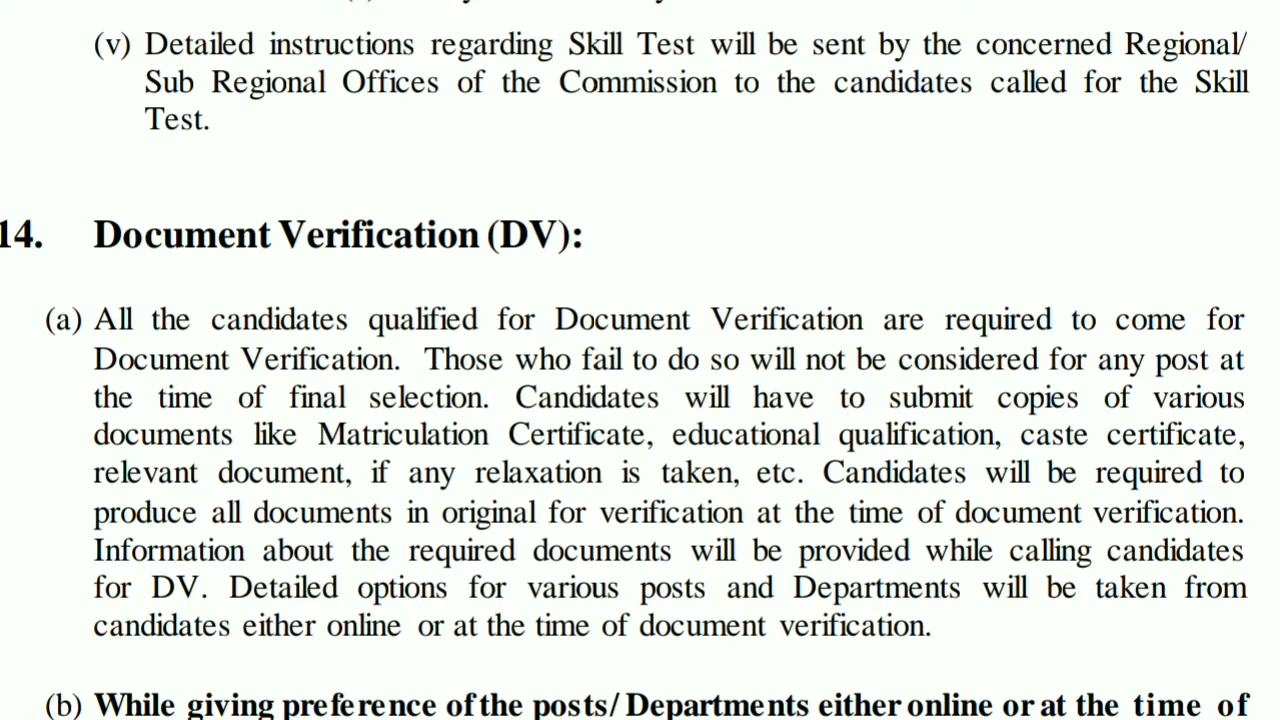 (v) Detailed instructions regarding Skill Test will be sent by the concerned Regional/
Sub Regional Offices of the Commission to the candidates called for the Skill
Test.
14. Document Verification (DV):
(a) All the candidates qualified for Document Verification are required to come for
Document Verification. Those who fail to do so will not be considered for any post at
the time of final selection. Candidates will have to submit copies of various
documents like Matriculation Certificate, educational qualification, caste certificate,
relevant document, if any relaxation is taken, etc. Candidates will be required to
produce all documents in original for verification at the time of document verification.
Information about the required documents will be provided while calling candidates
for DV. Detailed options for various posts and Departments will be taken from
candidates either online or at the time of document verification.
(b) While giving preference of the posts/ Departments either online or at the time of